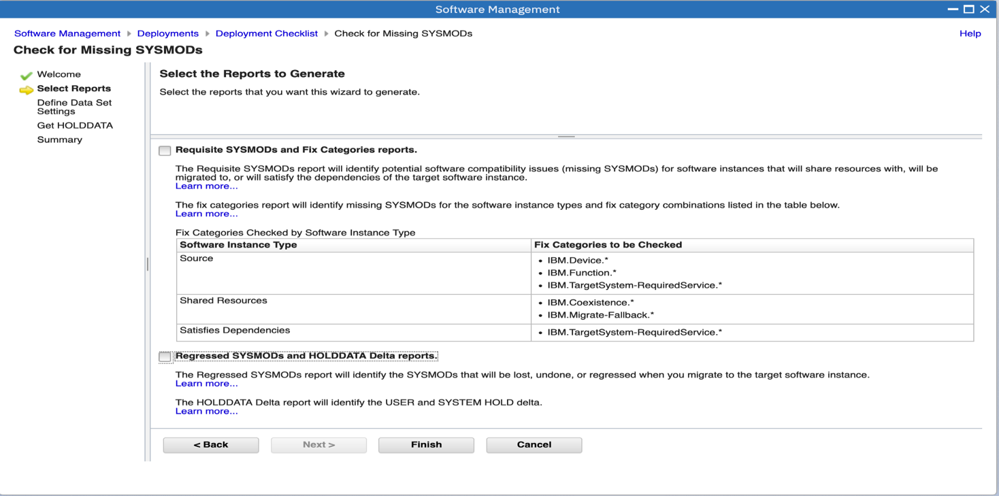 Software Management
Software Management Deployments Deployment Checklist Check for Missing SYSMODs Help
Check for Missing SYSMODs
Welcome
Select Reports
Define Data Set
Settings
Get HOLDDATA
Summary
Select the Reports to Generate
Select the reports that you want this wizard to generate.
Requisite SYSMODs and Fix Categories reports.
The Requisite SYSMODs report will identify potential software compatibility issues (missing SYSMODs) for software instances that will share resources with, will be
migrated to, or will satisfy the dependencies of the target software instance.
Learn more...
The fix categories report will identify missing SYSMODs for the software instance types and fix category combinations listed in the table below.
Learn more...
Fix Categories Checked by Software Instance Type
Software Instance Type Fix Categories to be Checked
Source
• IBM.Device.*
• IBM.Function.*
• IBM.TargetSystem-RequiredService.*
Shared Resources
• IBM.Coexistence.*
• IBM.Migrate-Fallback.*
Satisfies Dependencies
• IBM.TargetSystem-RequiredService.*
Regressed SYSMODs and HOLDDATA Delta reports.
The Regressed SYSMODs report will identify the SYSMODs that will be lost, undone, or regressed when you migrate to the target software instance.
Learn more...
The HOLDDATA Delta report will identify the USER and SYSTEM HOLD delta.
Learn more...
< Back Next > Finish Cancel